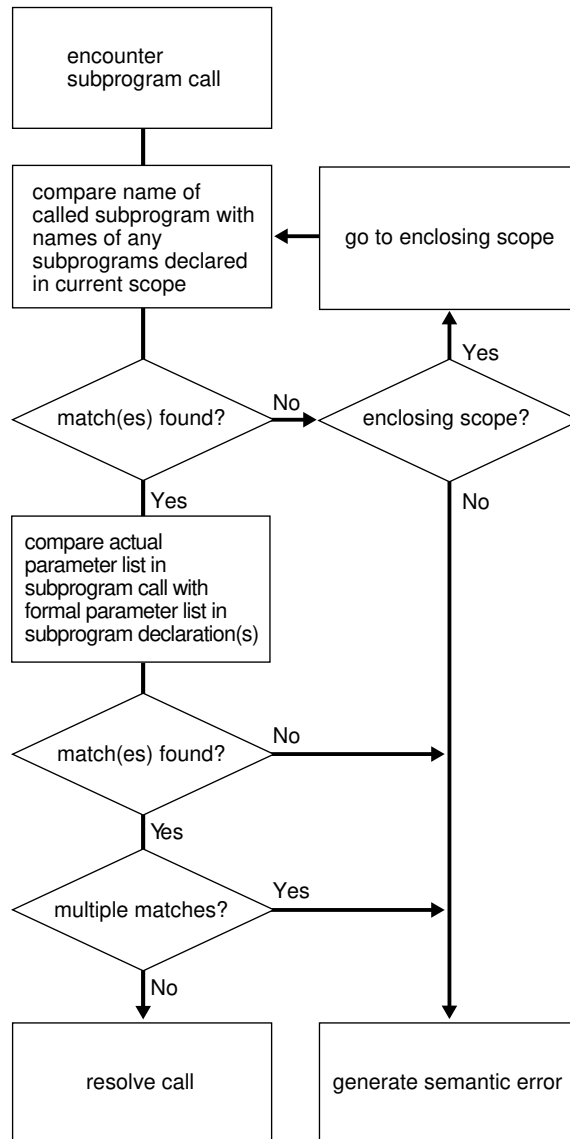 encounter
subprogram call
compare name of
called subprogram with
names of any
subprograms declared
in current scope
go to enclosing scope
Yes
match(es) found?
No
enclosing scope?
Yes
No
compare actual
parameter list in
subprogram call with
formal parameter list in
subprogram declaration(s)
match(es) found?
No
Yes
multiple matches?
Yes
No
resolve call
generate semantic error